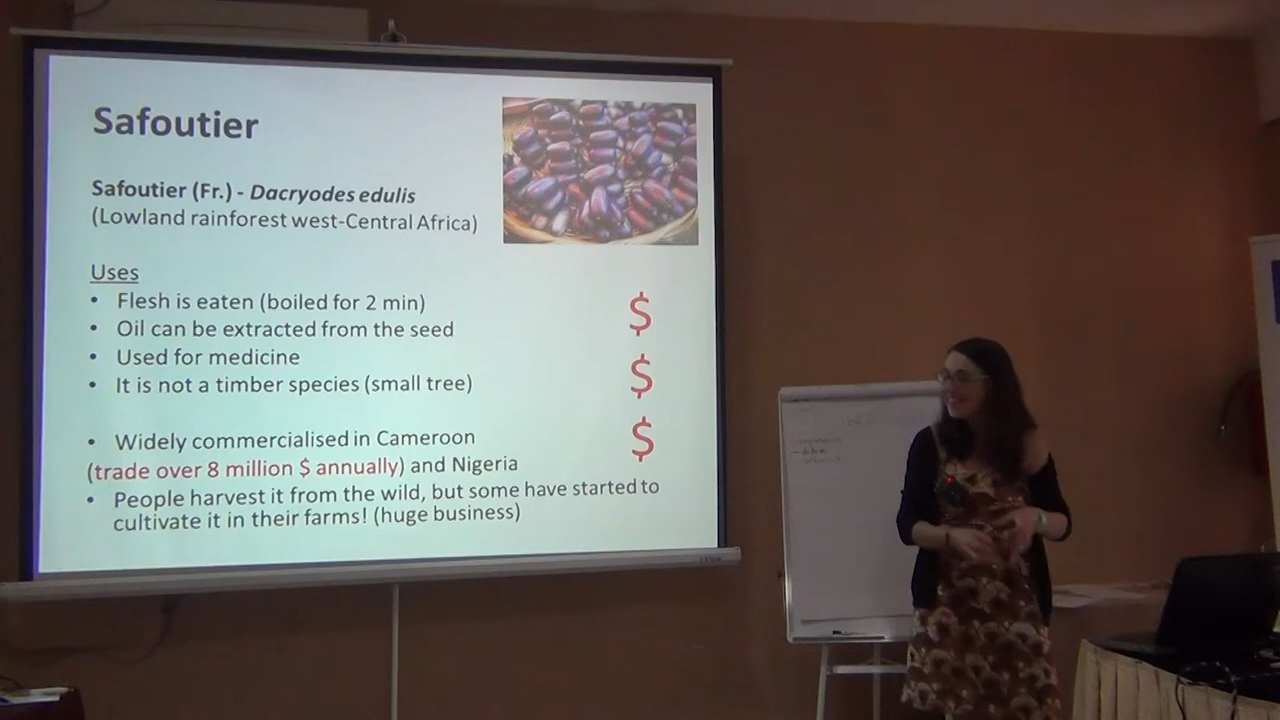 Safoutier
Safoutier (Fr.) - Dacryodes edulis
(Lowland rainforest west-Central Africa)
Uses
• Flesh is eaten (boiled for 2 min)
• Oil can be extracted from the seed
• Used for medicine
• It is not a timber species (small tree)
$
$
$
• Widely commercialised in Cameroon
(trade over 8 million $ annually) and Nigeria
• People harvest it from the wild, but some have started to
cultivate it in their farms! (huge business)